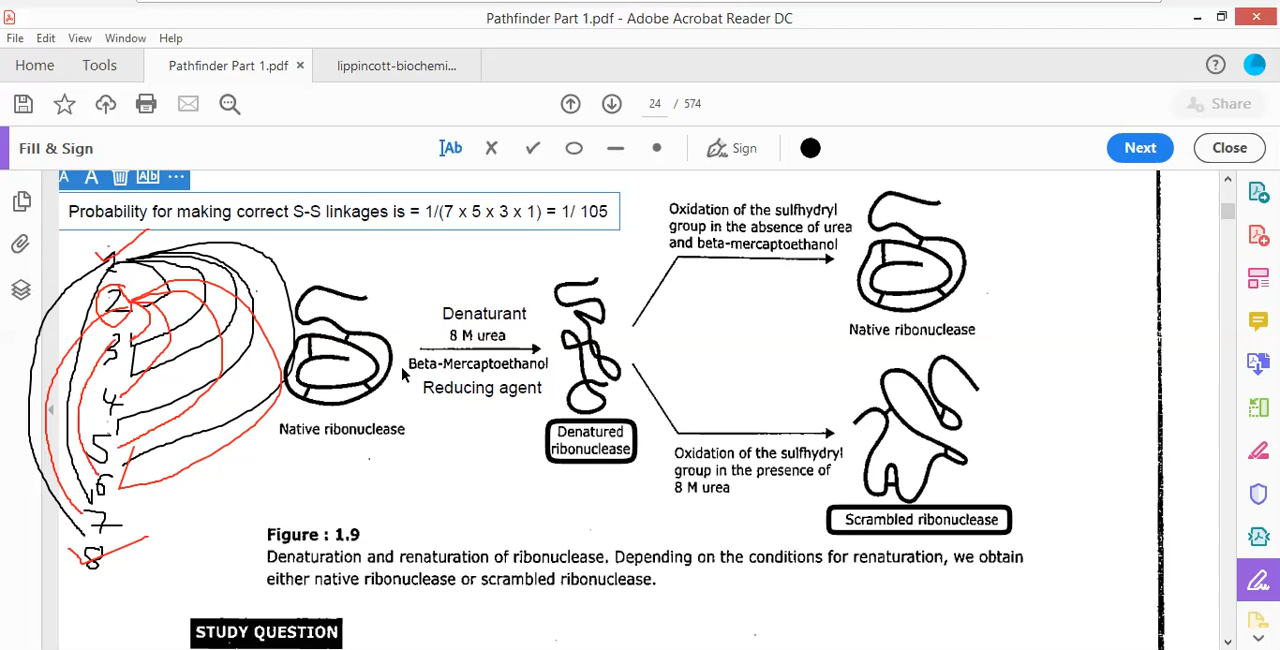 Pathfinder Part 1.pdf - Adobe Acrobat Reader DC
File Edit View Window Help
Home Tools Pathfinder Part 1.pdf × lippincott-biochemi... ?
24 / 574 Share
Fill & Sign Ab Sign Next Close
A A Ab ...
Probability for making correct S-S linkages is = 1/(7 x 5 x 3 x 1) = 1/ 105
1
2
3
4
5
6
7
8
Native ribonuclease
Denaturant
8 M urea
Beta-Mercaptoethanol
Reducing agent
Denatured
ribonuclease
Oxidation of the sulfhydryl
group in the absence of urea
and beta-mercaptoethanol
Native ribonuclease
Oxidation of the sulfhydryl
group in the presence of
8 M urea
Scrambled ribonuclease
Figure : 1.9
Denaturation and renaturation of ribonuclease. Depending on the conditions for renaturation, we obtain
either native ribonuclease or scrambled ribonuclease.
STUDY QUESTION